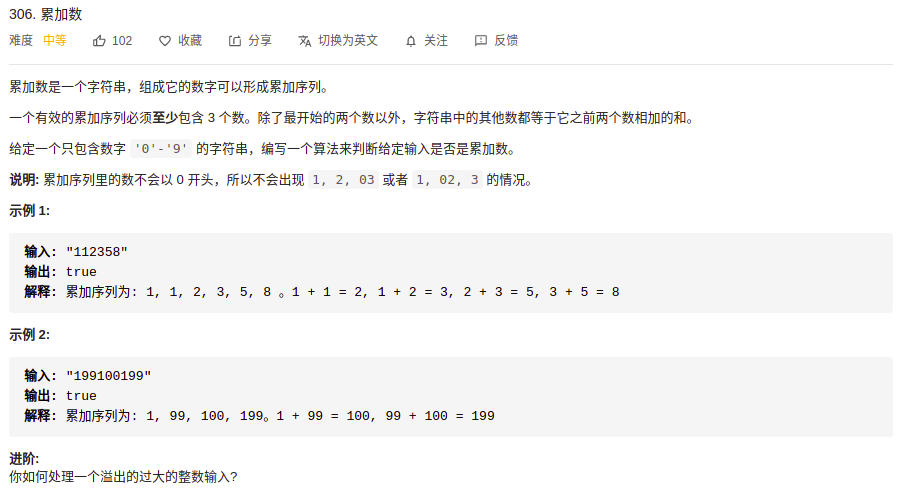 306. 累加数
难度 中等 102 收藏 分享 切换为英文 关注 反馈
累加数是一个字符串，组成它的数字可以形成累加序列。
一个有效的累加序列必须至少包含 3 个数。除了最开始的两个数以外，字符串中的其他数都等于它之前两个数相加的和。
给定一个只包含数字 '0'-'9' 的字符串，编写一个算法来判断给定输入是否是累加数。
说明: 累加序列里的数不会以 0 开头，所以不会出现 1, 2, 03 或者 1, 02, 3 的情况。
示例 1:
输入: "112358"
输出: true
解释: 累加序列为: 1, 1, 2, 3, 5, 8 。1 + 1 = 2, 1 + 2 = 3, 2 + 3 = 5, 3 + 5 = 8
示例 2:
输入: "199100199"
输出: true
解释: 累加序列为: 1, 99, 100, 199。1 + 99 = 100, 99 + 100 = 199
进阶:
你如何处理一个溢出的过大的整数输入?